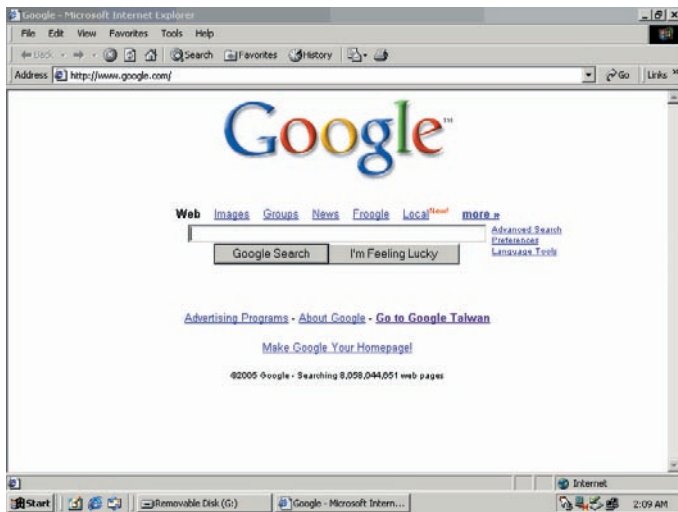 Google - Microsoft Internet Explorer
File Edit View Favorites Tools Help
Back Search Favorites History
Address http://www.google.com/ Go Links »
Google™
Web Images Groups News Froogle Local New! more »
Advanced Search
Preferences
Language Tools
Google Search I'm Feeling Lucky
Advertising Programs - About Google - Go to Google Taiwan
Make Google Your Homepage!
©2005 Google - Searching 8,058,044,651 web pages
Internet
Start Removable Disk (G:) Google - Microsoft Intern... 2:09 AM